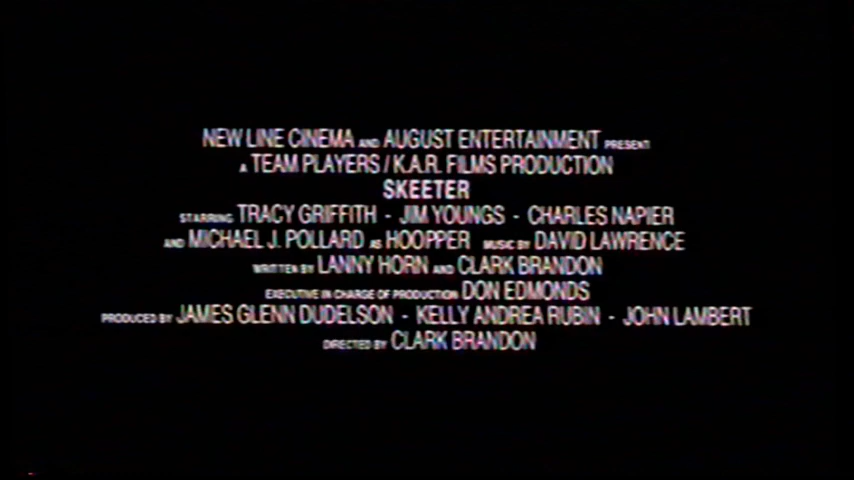 NEW LINE CINEMA AND AUGUST ENTERTAINMENT PRESENT
A TEAM PLAYERS / K.A.R. FILMS PRODUCTION
SKEETER
STARRING TRACY GRIFFITH - JIM YOUNGS - CHARLES NAPIER
AND MICHAEL J. POLLARD AS HOOPPER MUSIC BY DAVID LAWRENCE
WRITTEN BY LANNY HORN AND CLARK BRANDON
EXECUTIVE IN CHARGE OF PRODUCTION DON EDMONDS
PRODUCED BY JAMES GLENN DUDELSON - KELLY ANDREA RUBIN - JOHN LAMBERT
DIRECTED BY CLARK BRANDON